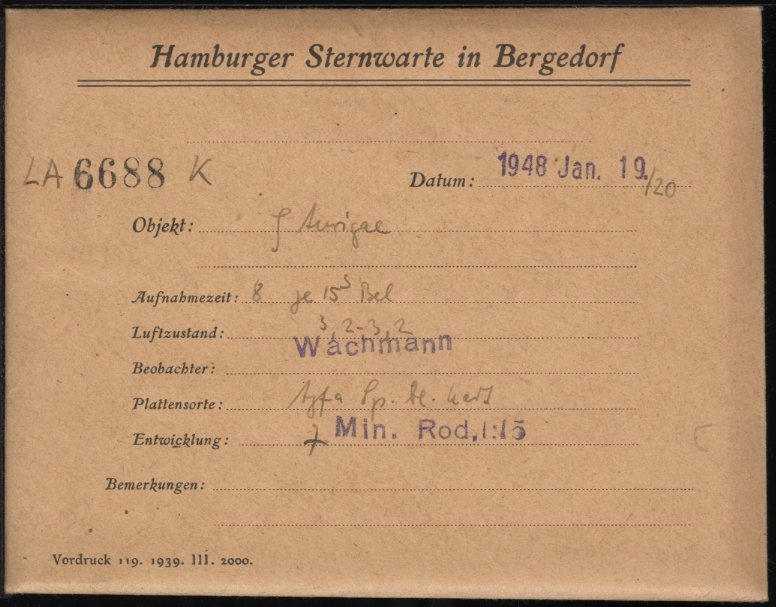 Hamburger Sternwarte in Bergedorf
LA 6688 K
Datum: 1948 Jan. 19./20
Objekt: ζ Aurigae
Aufnahmezeit: 8 je 15ˢ Bel
Luftzustand: 3, 2-3, 2
Beobachter: Wachmann
Plattensorte: Agfa Sp. Bl. hart
Entwicklung: 7 Min. Rod, 1:15
Bemerkungen:
Vordruck 119. 1939. III. 2000.